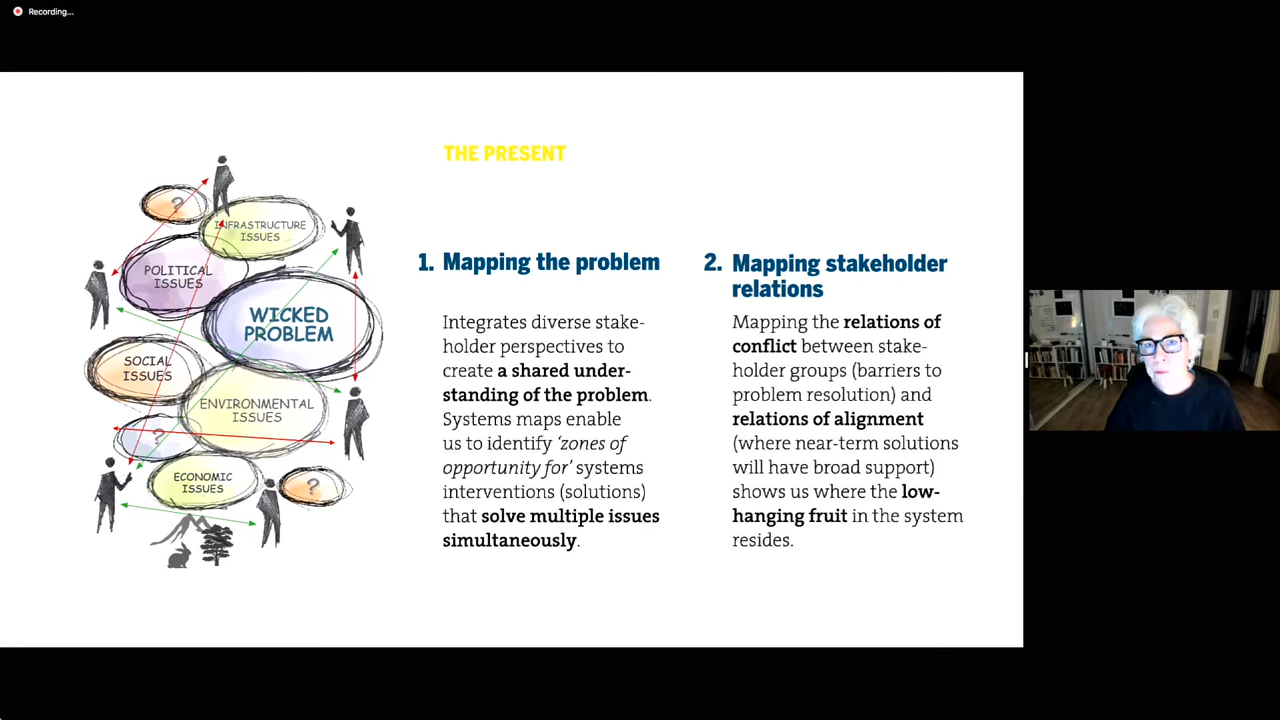 Recording...
THE PRESENT
?
INFRASTRUCTURE
ISSUES
POLITICAL
ISSUES
WICKED
PROBLEM
SOCIAL
ISSUES
ENVIRONMENTAL
ISSUES
?
ECONOMIC
ISSUES
?
1. Mapping the problem
Integrates diverse stake-
holder perspectives to
create a shared under-
standing of the problem.
Systems maps enable
us to identify ‘zones of
opportunity for’ systems
interventions (solutions)
that solve multiple issues
simultaneously.
2. Mapping stakeholder
relations
Mapping the relations of
conflict between stake-
holder groups (barriers to
problem resolution) and
relations of alignment
(where near-term solutions
will have broad support)
shows us where the low-
hanging fruit in the system
resides.